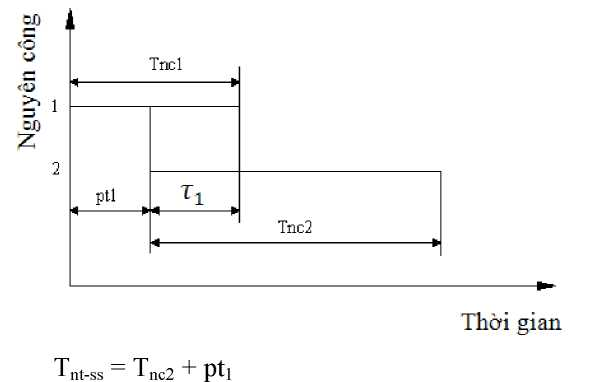 Nguyên công
Tnc1
1
2
pt1
τ1
Tnc2
Thời gian
Tnt-ss = Tnc2 + pt1